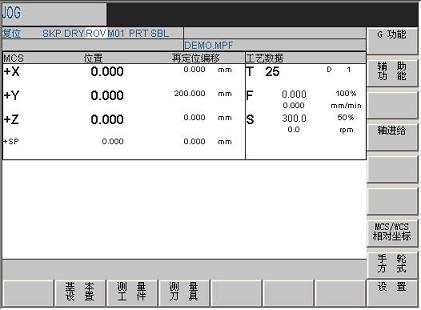 JOG
复位 SKP DRY ROV M01 PRT SBL
DEMO.MPF
MCS 位置 再定位偏移 工艺数据
+X 0.000 0.000 mm T 25 D 1
+Y 0.000 200.000 mm F 0.000 100%
0.000 mm/min
+Z 0.000 0.000 mm S 300.0 50%
0.0 rpm
+SP 0.000 0.000 mm
G 功能
辅 助
功 能
轴进给
MCS/WCS
相对坐标
手 轮
方 式
基 本
设 置
测 量
工 件
测 量
刀 具
设 置